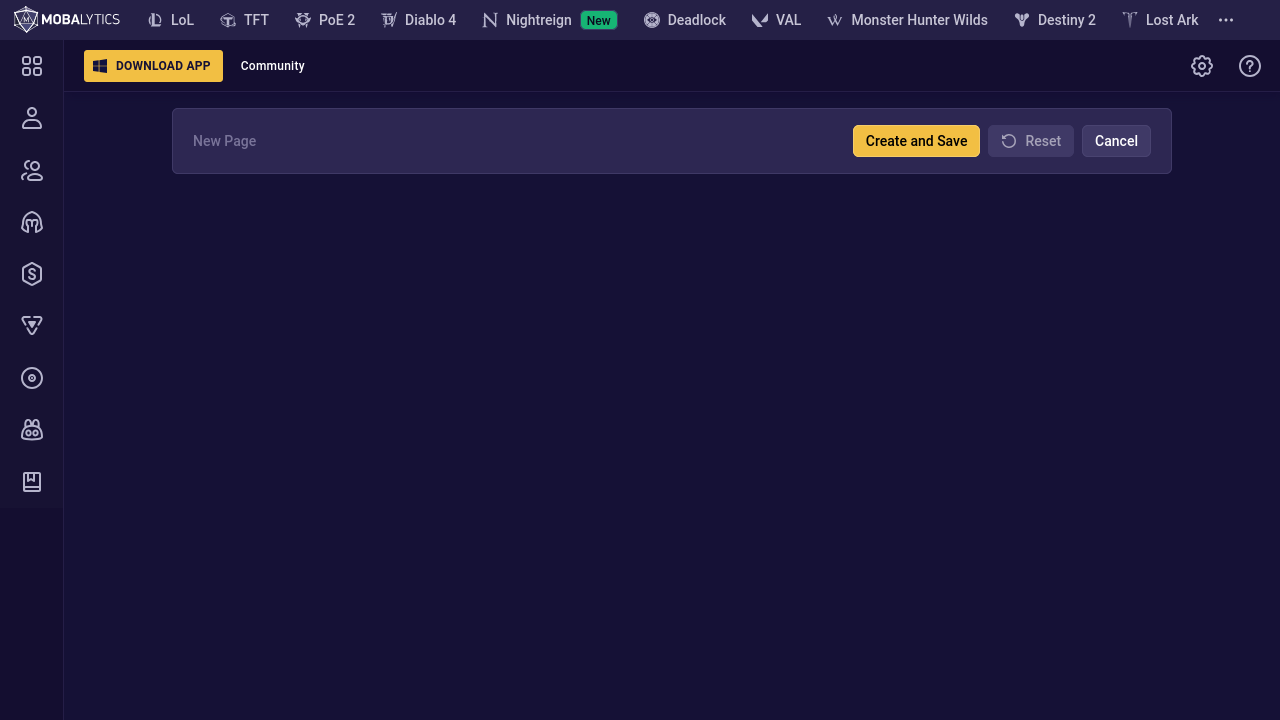 MOBALYTICS LoL TFT PoE 2 Diablo 4 Nightreign New Deadlock VAL Monster Hunter Wilds Destiny 2 Lost Ark
DOWNLOAD APP Community
New Page Create and Save Reset Cancel